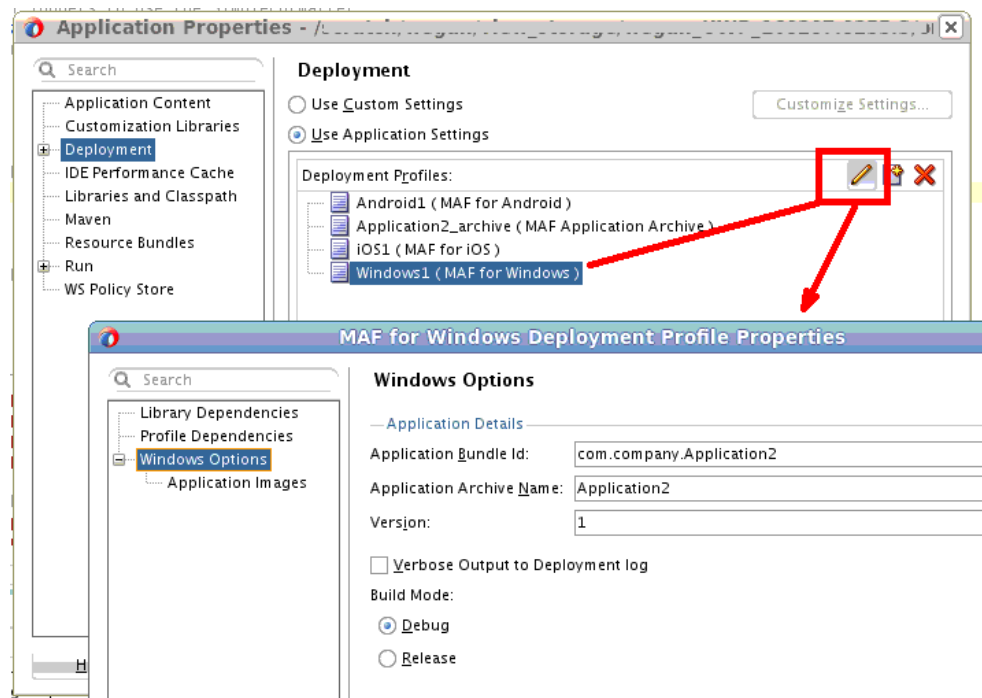 Application Properties -
Search
Application Content
Customization Libraries
Deployment
IDE Performance Cache
Libraries and Classpath
Maven
Resource Bundles
Run
WS Policy Store
Deployment
Use Custom Settings
Customize Settings...
Use Application Settings
Deployment Profiles:
Android1 ( MAF for Android )
Application2_archive ( MAF Application Archive )
iOS1 ( MAF for iOS )
Windows1 ( MAF for Windows )
MAF for Windows Deployment Profile Properties
Search
Library Dependencies
Profile Dependencies
Windows Options
Application Images
Windows Options
Application Details
Application Bundle Id: com.company.Application2
Application Archive Name: Application2
Version: 1
Verbose Output to Deployment log
Build Mode:
Debug
Release